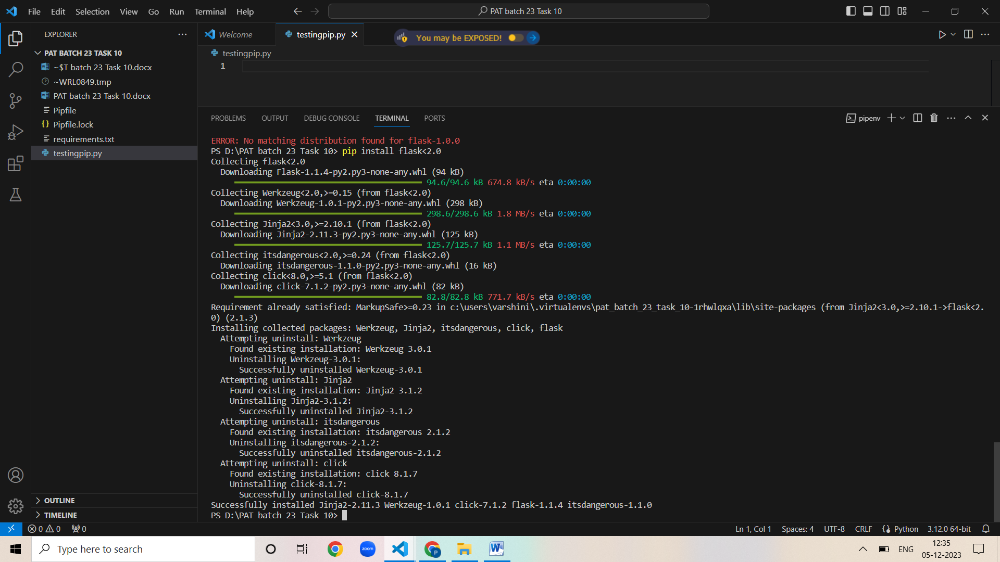 File Edit Selection View Go Run Terminal Help
PAT batch 23 Task 10
EXPLORER
Welcome
testingpip.py
You may be EXPOSED!
PAT BATCH 23 TASK 10
~$T batch 23 Task 10.docx
~WRL0849.tmp
PAT batch 23 Task 10.docx
Pipfile
Pipfile.lock
requirements.txt
testingpip.py
OUTLINE
TIMELINE
testingpip.py
1
PROBLEMS OUTPUT DEBUG CONSOLE TERMINAL PORTS
pipenv
ERROR: No matching distribution found for flask-1.0.0
PS D:\PAT batch 23 Task 10> pip install flask<2.0
Collecting flask<2.0
Downloading Flask-1.1.4-py2.py3-none-any.whl (94 kB)
94.6/94.6 kB 674.8 kB/s eta 0:00:00
Collecting Werkzeug<2.0,>=0.15 (from flask<2.0)
Downloading Werkzeug-1.0.1-py2.py3-none-any.whl (298 kB)
298.6/298.6 kB 1.8 MB/s eta 0:00:00
Collecting Jinja2<3.0,>=2.10.1 (from flask<2.0)
Downloading Jinja2-2.11.3-py2.py3-none-any.whl (125 kB)
125.7/125.7 kB 1.1 MB/s eta 0:00:00
Collecting itsdangerous<2.0,>=0.24 (from flask<2.0)
Downloading itsdangerous-1.1.0-py2.py3-none-any.whl (16 kB)
Collecting click<8.0,>=5.1 (from flask<2.0)
Downloading click-7.1.2-py2.py3-none-any.whl (82 kB)
82.8/82.8 kB 771.7 kB/s eta 0:00:00
Requirement already satisfied: MarkupSafe>=0.23 in c:\users\varshini\.virtualenvs\pat_batch_23_task_10-1rhwlqxa\lib\site-packages (from Jinja2<3.0,>=2.10.1->flask<2.
0) (2.1.3)
Installing collected packages: Werkzeug, Jinja2, itsdangerous, click, flask
Attempting uninstall: Werkzeug
Found existing installation: Werkzeug 3.0.1
Uninstalling Werkzeug-3.0.1:
Successfully uninstalled Werkzeug-3.0.1
Attempting uninstall: Jinja2
Found existing installation: Jinja2 3.1.2
Uninstalling Jinja2-3.1.2:
Successfully uninstalled Jinja2-3.1.2
Attempting uninstall: itsdangerous
Found existing installation: itsdangerous 2.1.2
Uninstalling itsdangerous-2.1.2:
Successfully uninstalled itsdangerous-2.1.2
Attempting uninstall: click
Found existing installation: click 8.1.7
Uninstalling click-8.1.7:
Successfully uninstalled click-8.1.7
Successfully installed Jinja2-2.11.3 Werkzeug-1.0.1 click-7.1.2 flask-1.1.4 itsdangerous-1.1.0
PS D:\PAT batch 23 Task 10>
0 0 0
Ln 1, Col 1 Spaces: 4 UTF-8 CRLF Python 3.12.0 64-bit
Type here to search
zoom
P
W
ENG
12:35
05-12-2023